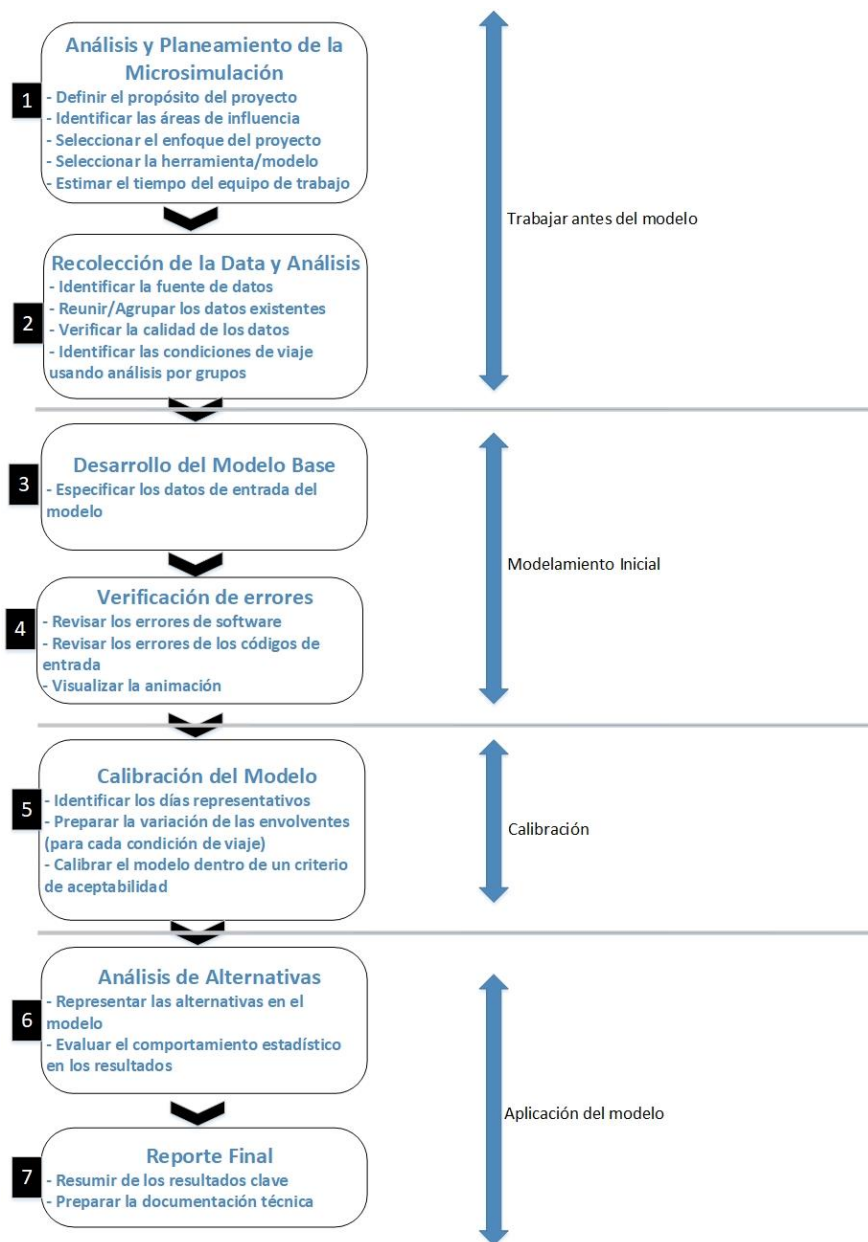 Análisis y Planeamiento de la
Microsimulación
1
- Definir el propósito del proyecto
- Identificar las áreas de influencia
- Seleccionar el enfoque del proyecto
- Seleccionar la herramienta/modelo
- Estimar el tiempo del equipo de trabajo
Trabajar antes del modelo
Recolección de la Data y Análisis
2
- Identificar la fuente de datos
- Reunir/Agrupar los datos existentes
- Verificar la calidad de los datos
- Identificar las condiciones de viaje
usando análisis por grupos
Desarrollo del Modelo Base
3
- Especificar los datos de entrada del
modelo
Modelamiento Inicial
Verificación de errores
4
- Revisar los errores de software
- Revisar los errores de los códigos de
entrada
- Visualizar la animación
Calibración del Modelo
5
- Identificar los días representativos
- Preparar la variación de las envolventes
(para cada condición de viaje)
- Calibrar el modelo dentro de un criterio
de aceptabilidad
Calibración
Análisis de Alternativas
6
- Representar las alternativas en el
modelo
- Evaluar el comportamiento estadístico
en los resultados
Aplicación del modelo
Reporte Final
7
- Resumir de los resultados clave
- Preparar la documentación técnica